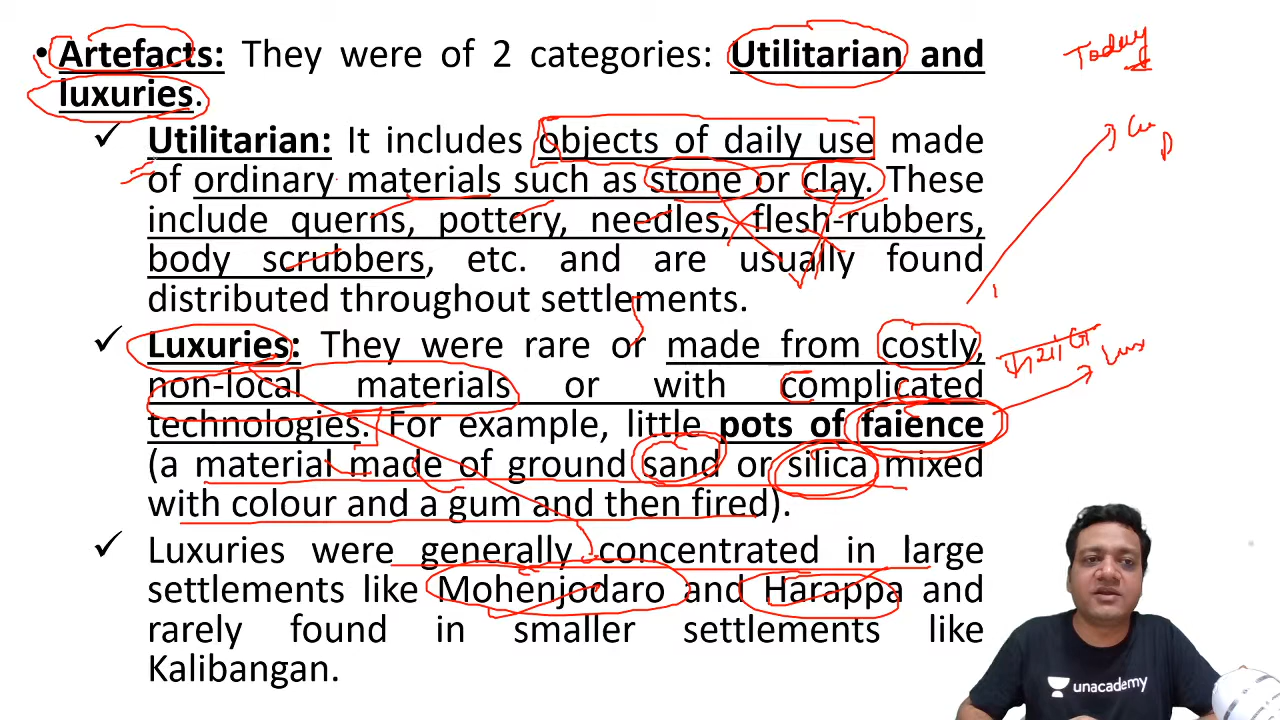 • Artefacts: They were of 2 categories: Utilitarian and
luxuries.
✓ Utilitarian: It includes objects of daily use made
of ordinary materials such as stone or clay. These
include querns, pottery, needles, flesh-rubbers,
body scrubbers, etc. and are usually found
distributed throughout settlements.
✓ Luxuries: They were rare or made from costly,
non-local materials or with complicated
technologies. For example, little pots of faience
(a material made of ground sand or silica mixed
with colour and a gum and then fired).
✓ Luxuries were generally concentrated in large
settlements like Mohenjodaro and Harappa and
rarely found in smaller settlements like
Kalibangan.
Today
Lux
unacademy